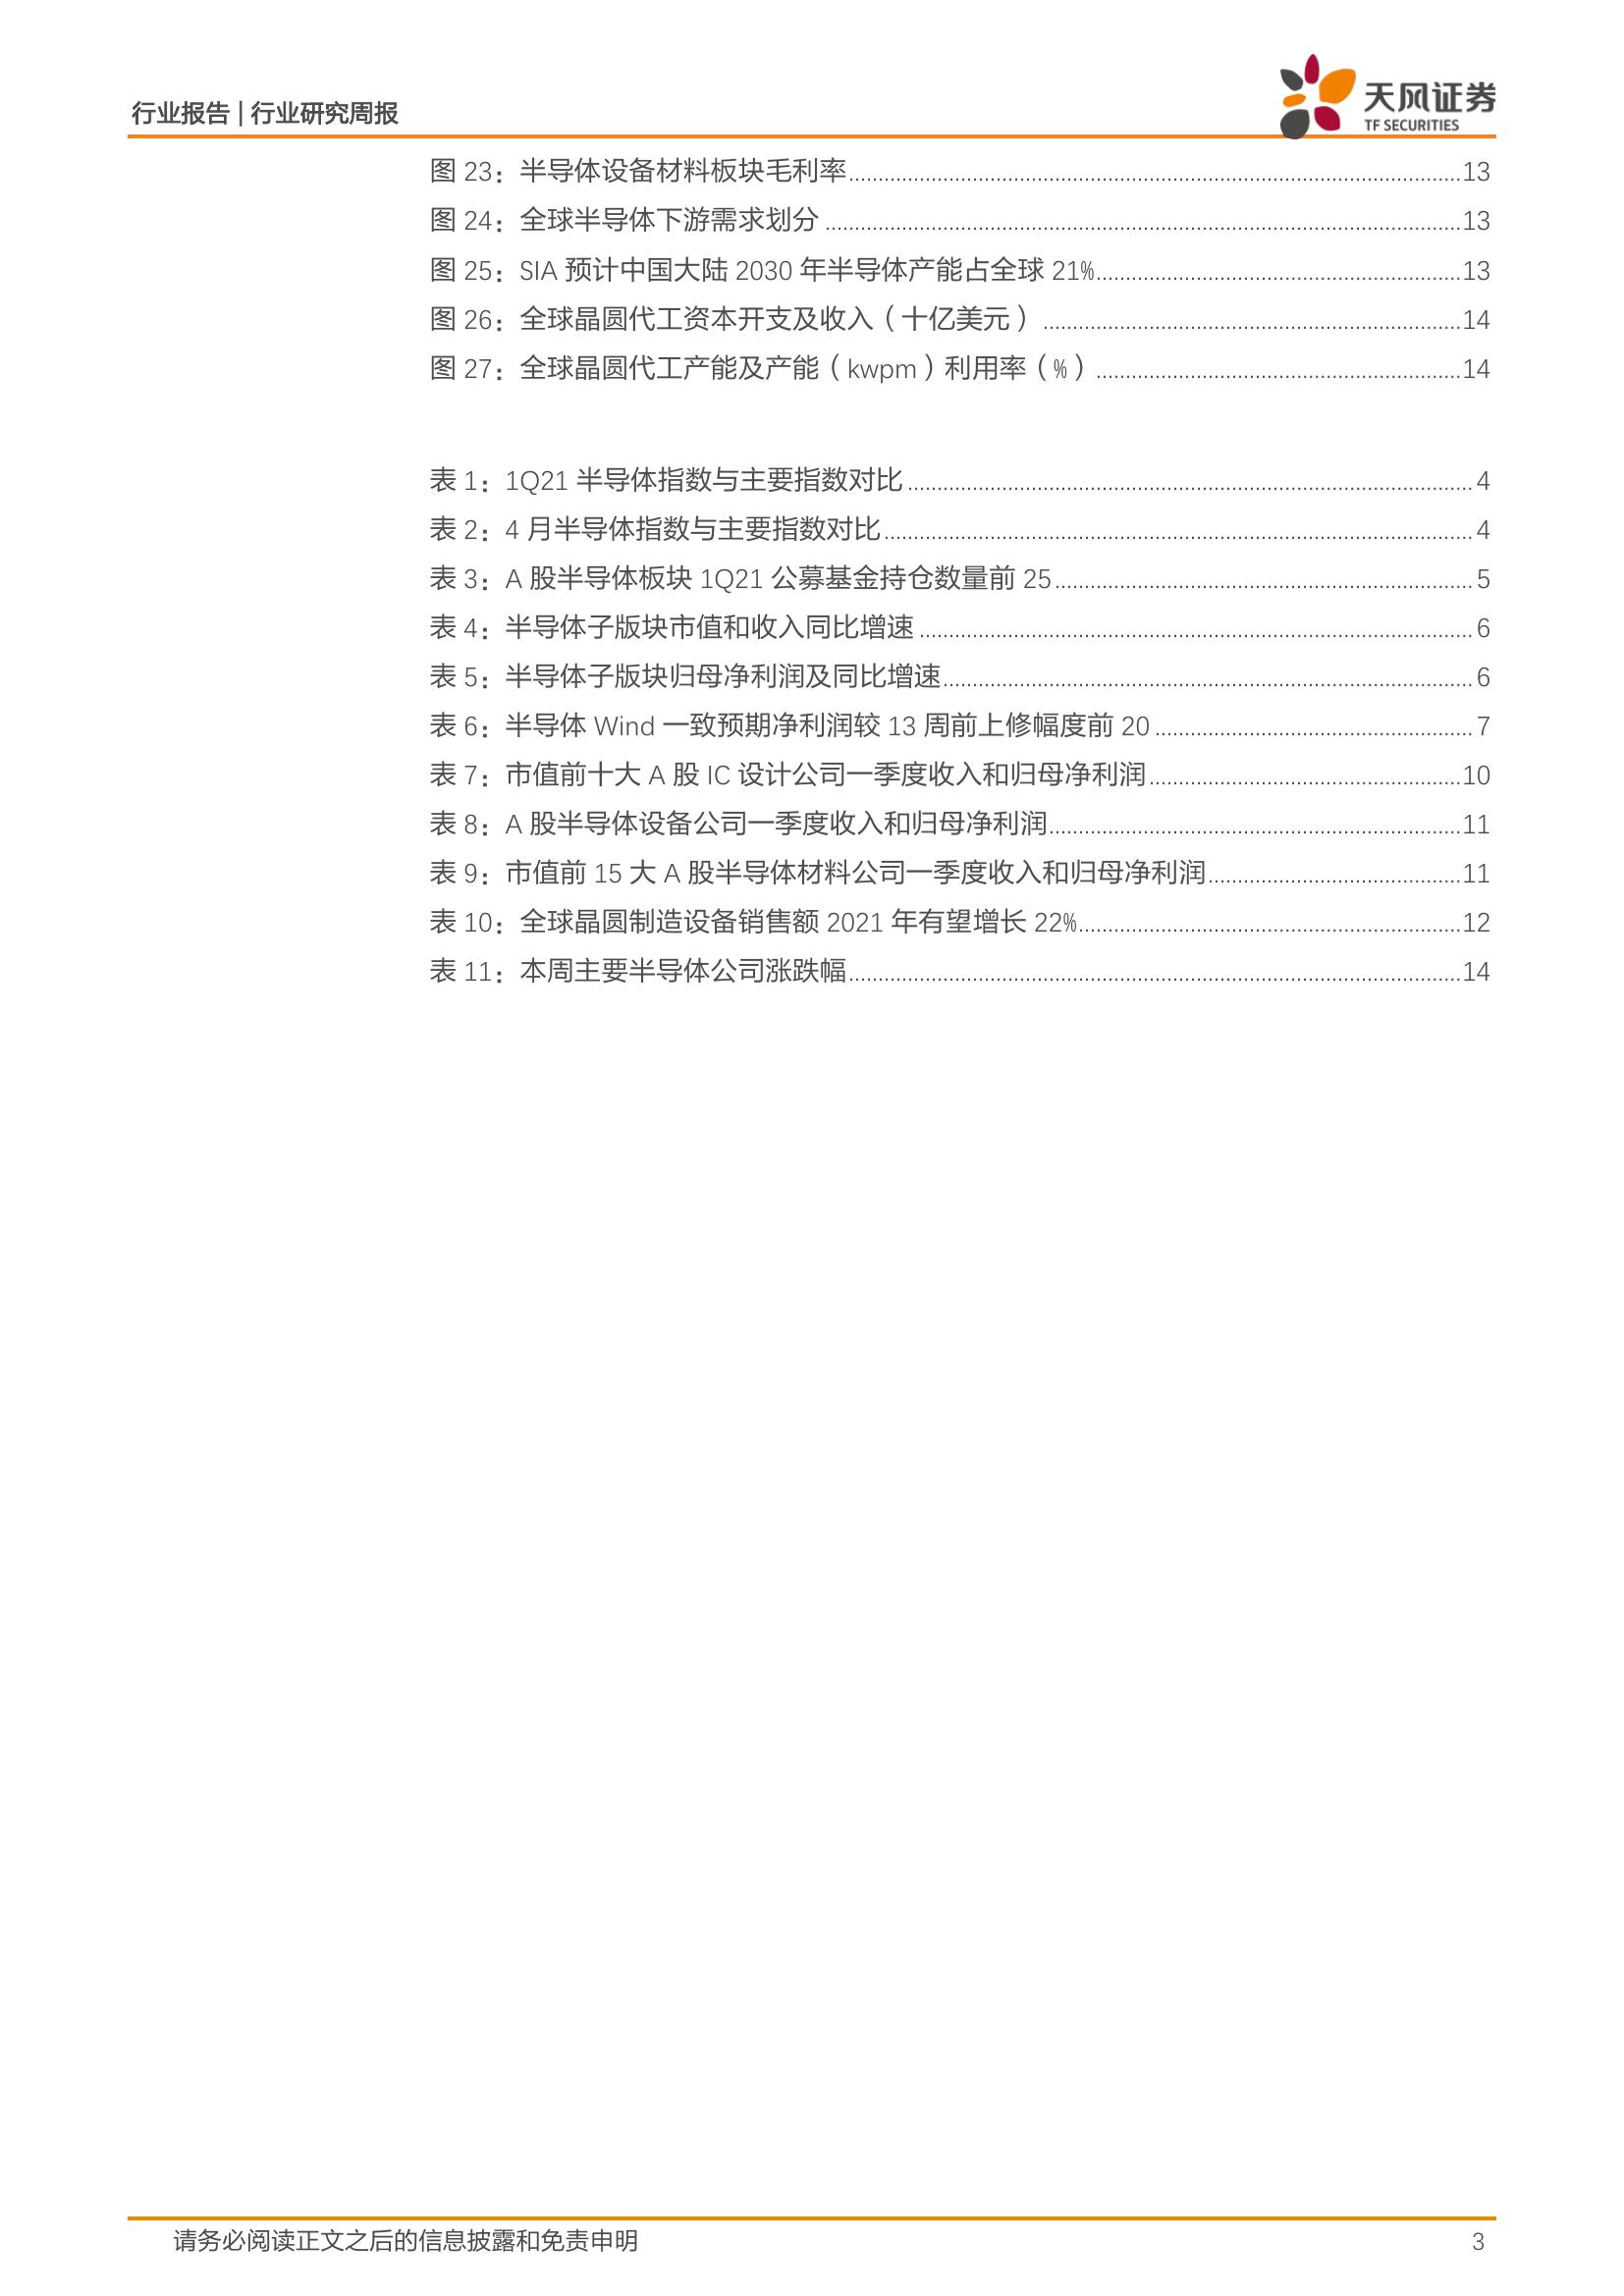 行业报告 | 行业研究周报
天风证券
TF SECURITIES
图 23：半导体设备材料板块毛利率.....13
图 24：全球半导体下游需求划分.....13
图 25：SIA 预计中国大陆 2030 年半导体产能占全球 21%.....13
图 26：全球晶圆代工资本开支及收入（十亿美元）.....14
图 27：全球晶圆代工产能及产能（kwpm）利用率（%）.....14
表 1：1Q21 半导体指数与主要指数对比.....4
表 2：4 月半导体指数与主要指数对比.....4
表 3：A 股半导体板块 1Q21 公募基金持仓数量前 25.....5
表 4：半导体子版块市值和收入同比增速.....6
表 5：半导体子版块归母净利润及同比增速.....6
表 6：半导体 Wind 一致预期净利润较 13 周前上修幅度前 20.....7
表 7：市值前十大 A 股 IC 设计公司一季度收入和归母净利润.....10
表 8：A 股半导体设备公司一季度收入和归母净利润.....11
表 9：市值前 15 大 A 股半导体材料公司一季度收入和归母净利润.....11
表 10：全球晶圆制造设备销售额 2021 年有望增长 22%.....12
表 11：本周主要半导体公司涨跌幅.....14
请务必阅读正文之后的信息披露和免责申明 3